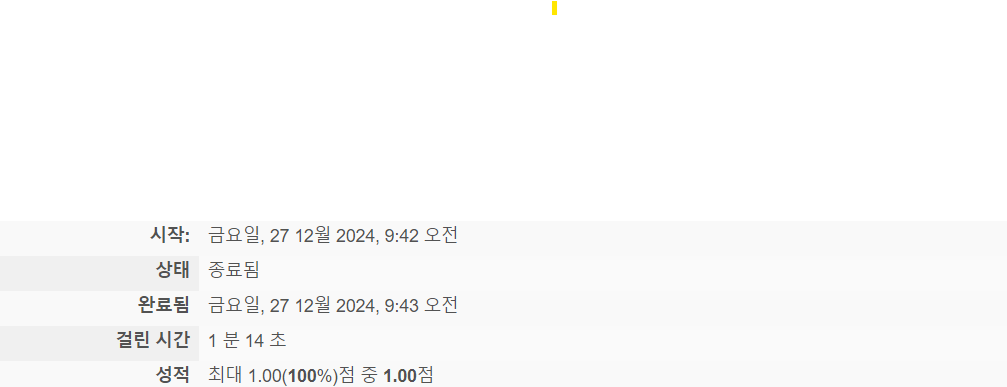 시작: 금요일, 27 12월 2024, 9:42 오전
상태 종료됨
완료됨 금요일, 27 12월 2024, 9:43 오전
걸린 시간 1 분 14 초
성적 최대 1.00(100%)점 중 1.00점